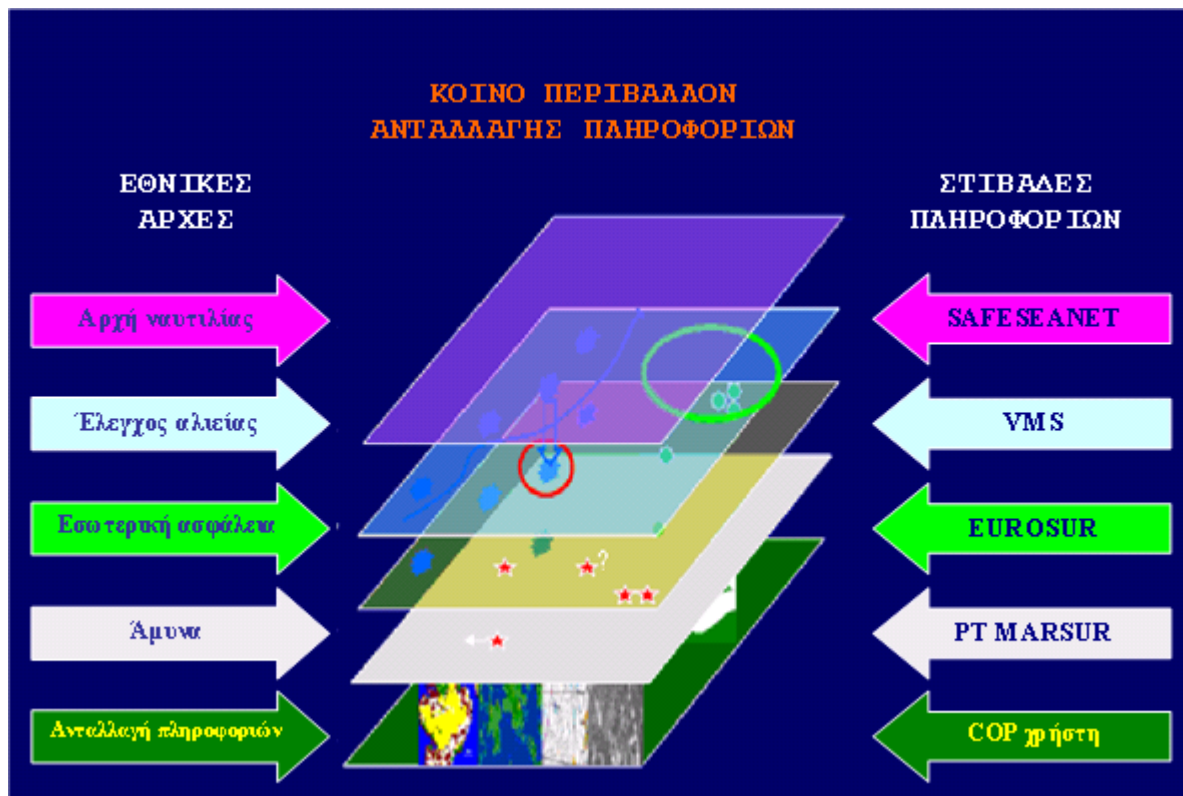 ΚΟΙΝΟ ΠΕΡΙΒΑΛΛΟΝ
ΑΝΤΑΛΛΑΓΗΣ ΠΛΗΡΟΦΟΡΙΩΝ
ΕΘΝΙΚΕΣ
ΑΡΧΕΣ
ΣΤΙΒΑΔΕΣ
ΠΛΗΡΟΦΟΡΙΩΝ
Αρχή ναυτιλίας
SAFESEANET
Έλεγχος αλιείας
VMS
Εσωτερική ασφάλεια
EUROSUR
?
Άμυνα
PT MARSUR
Ανταλλαγή πληροφοριών
COP χρήστη